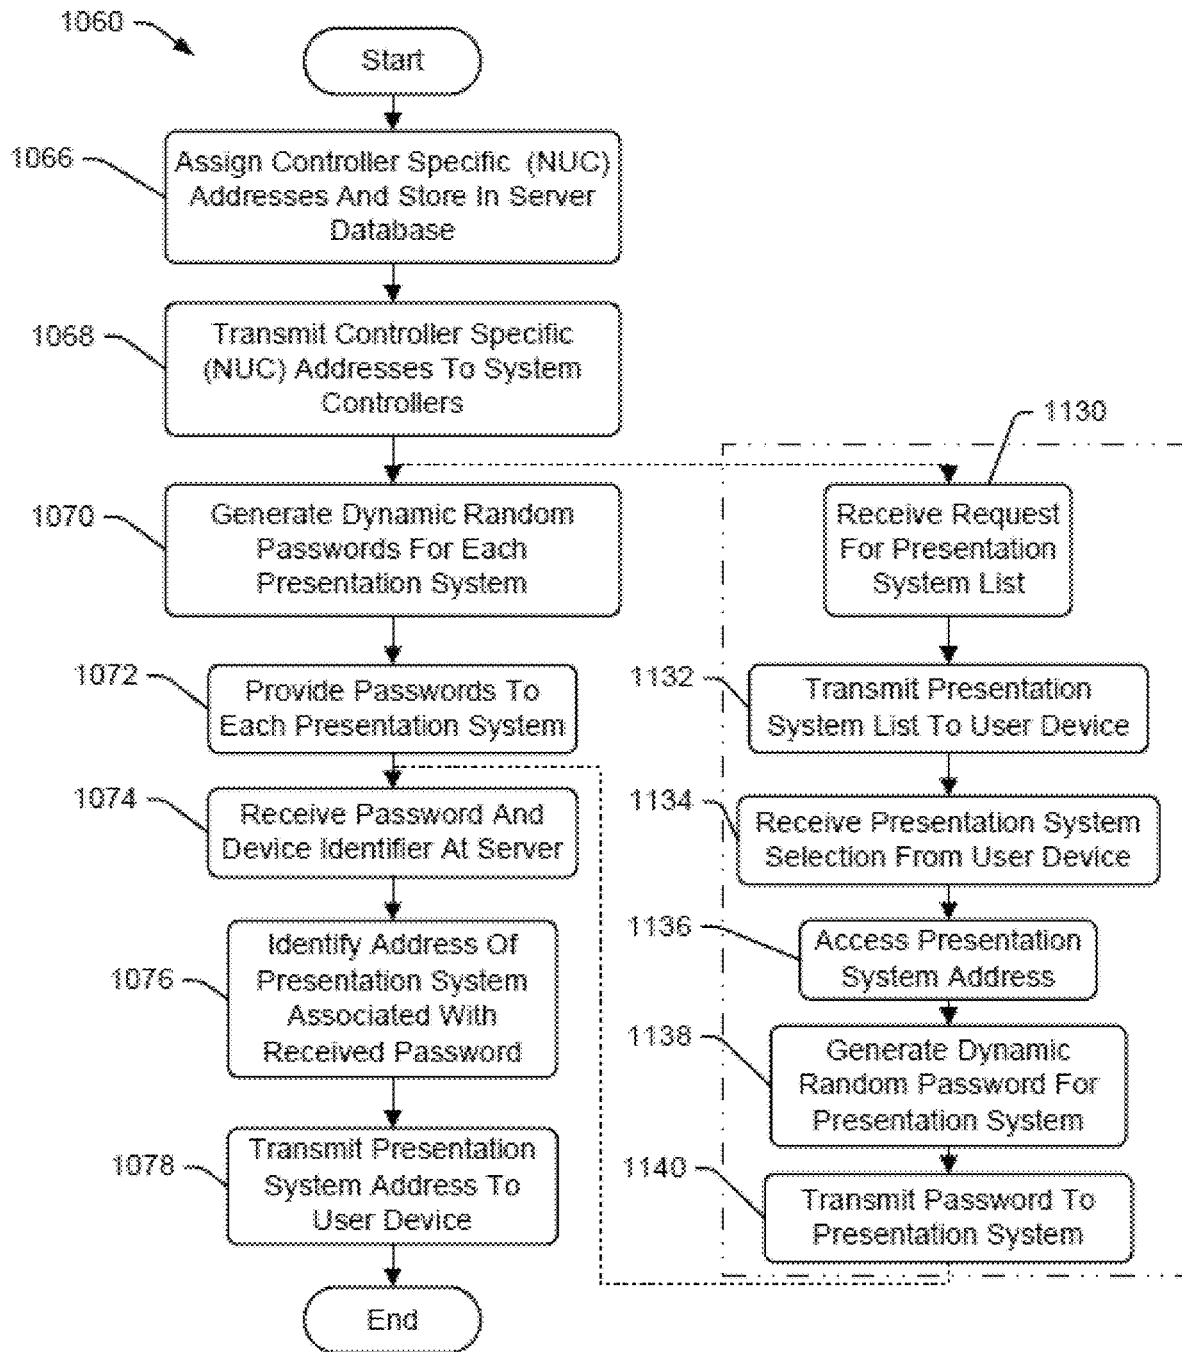 1060
Start
1066
Assign Controller Specific (NUC)
Addresses And Store In Server
Database
1068
Transmit Controller Specific
(NUC) Addresses To System
Controllers
1070
Generate Dynamic Random
Passwords For Each
Presentation System
1072
Provide Passwords To
Each Presentation System
1074
Receive Password And
Device Identifier At Server
1076
Identify Address Of
Presentation System
Associated With
Received Password
1078
Transmit Presentation
System Address To
User Device
End
1130
Receive Request
For Presentation
System List
1132
Transmit Presentation
System List To User Device
1134
Receive Presentation System
Selection From User Device
1136
Access Presentation
System Address
1138
Generate Dynamic
Random Password For
Presentation System
1140
Transmit Password To
Presentation System